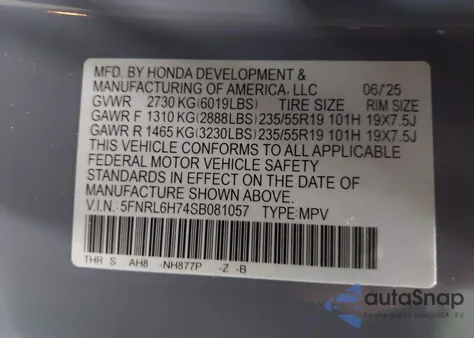 MFD. BY HONDA DEVELOPMENT &
MANUFACTURING OF AMERICA, LLC 06/25
GVWR 2730 KG(6019LBS) TIRE SIZE RIM SIZE
GAWR F 1310 KG(2888LBS) 235/55R19 101H 19X7.5J
GAWR R 1465 KG(3230LBS) 235/55R19 101H 19X7.5J
THIS VEHICLE CONFORMS TO ALL APPLICABLE
FEDERAL MOTOR VEHICLE SAFETY
STANDARDS IN EFFECT ON THE DATE OF
MANUFACTURE SHOWN ABOVE.
V.I.N.: 5FNRL6H74SB081057 TYPE:MPV
THR S AH8 -NH877P -Z -B
autoSnap